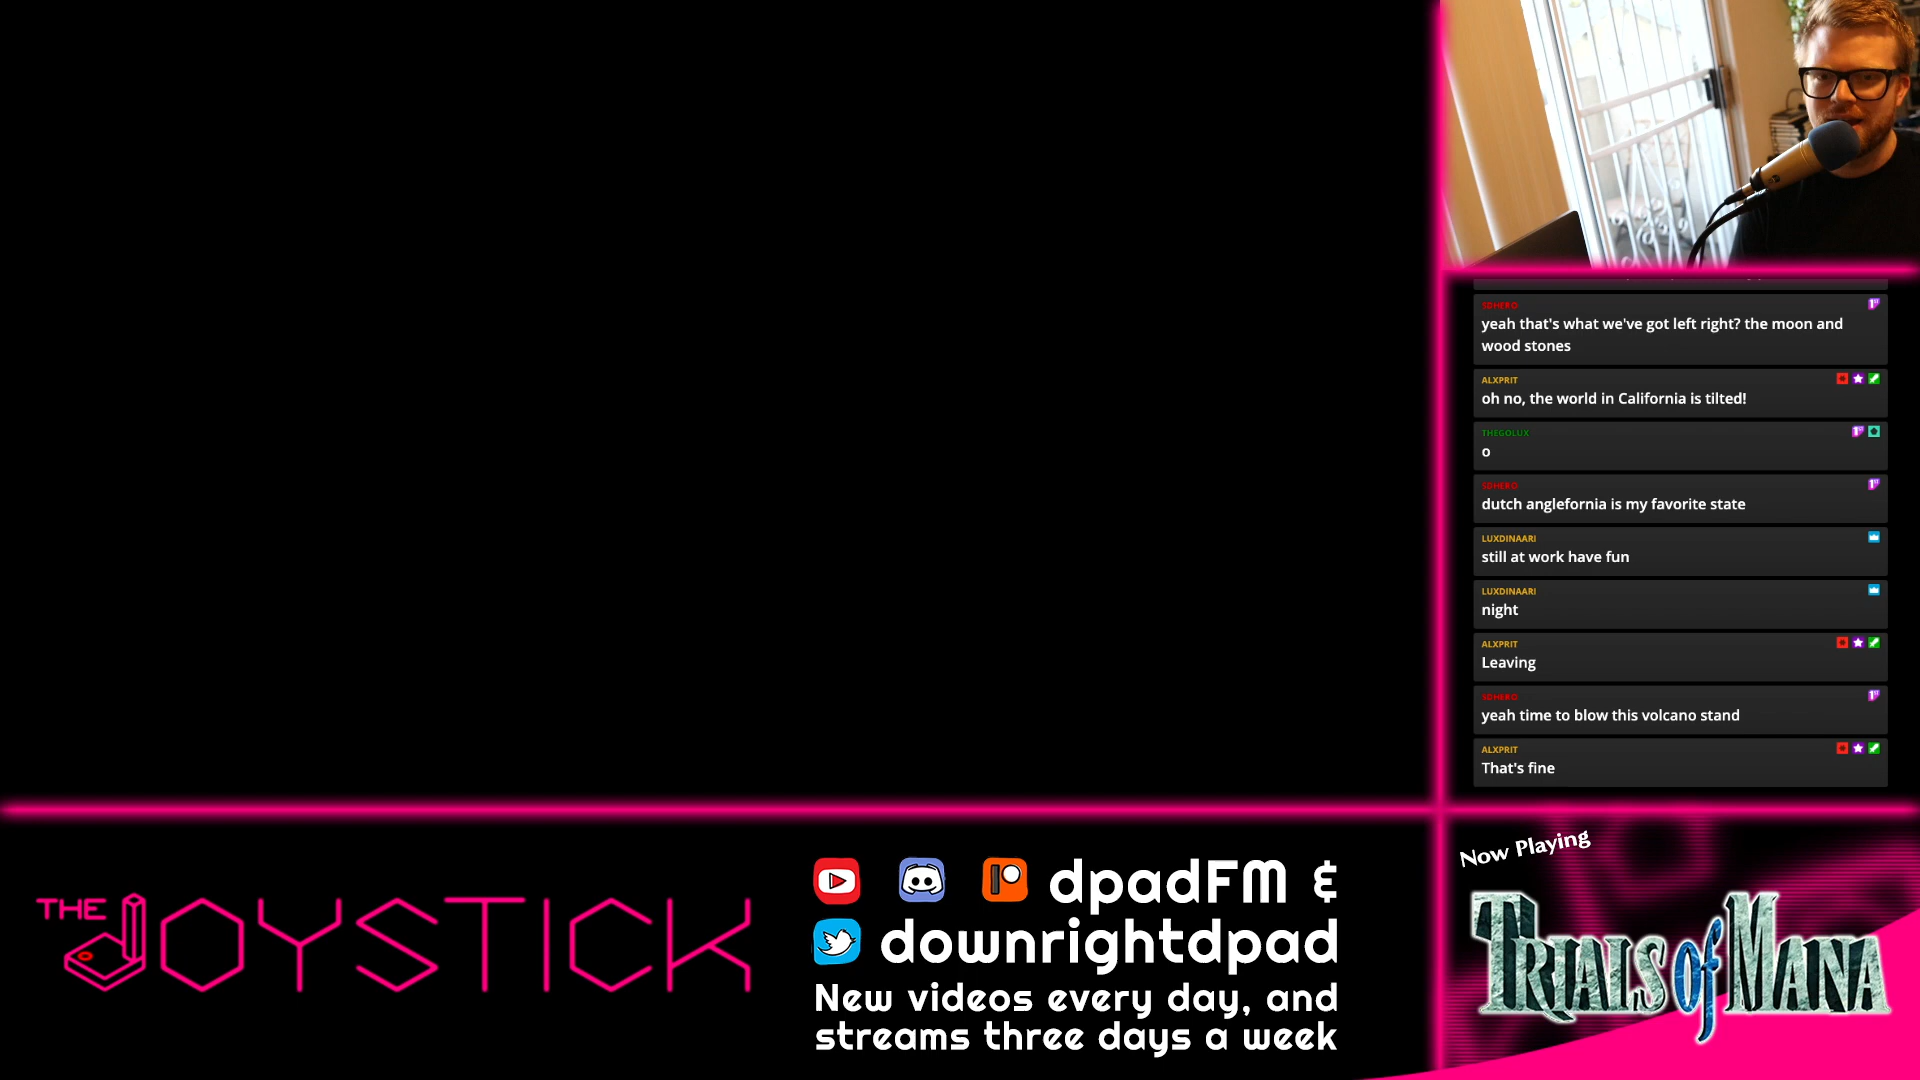 SDHERO
yeah that's what we've got left right? the moon and
wood stones
ALXPRIT
oh no, the world in California is tilted!
THEGOLUX
o
SDHERO
dutch anglefornia is my favorite state
LUXDINAARI
still at work have fun
LUXDINAARI
night
ALXPRIT
Leaving
SDHERO
yeah time to blow this volcano stand
ALXPRIT
That's fine
THE
JOYSTICK
dpadFM &
downrightdpad
New videos every day, and
streams three days a week
Now Playing
TRIALS of MANA